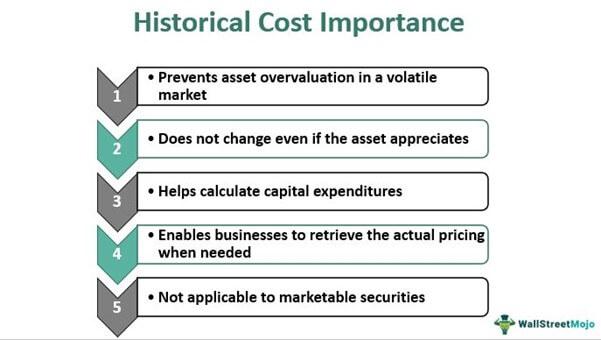 Historical Cost Importance
1
• Prevents asset overvaluation in a volatile
market
2
• Does not change even if the asset appreciates
3
• Helps calculate capital expenditures
4
• Enables businesses to retrieve the actual pricing
when needed
5
• Not applicable to marketable securities
WallStreetMojo